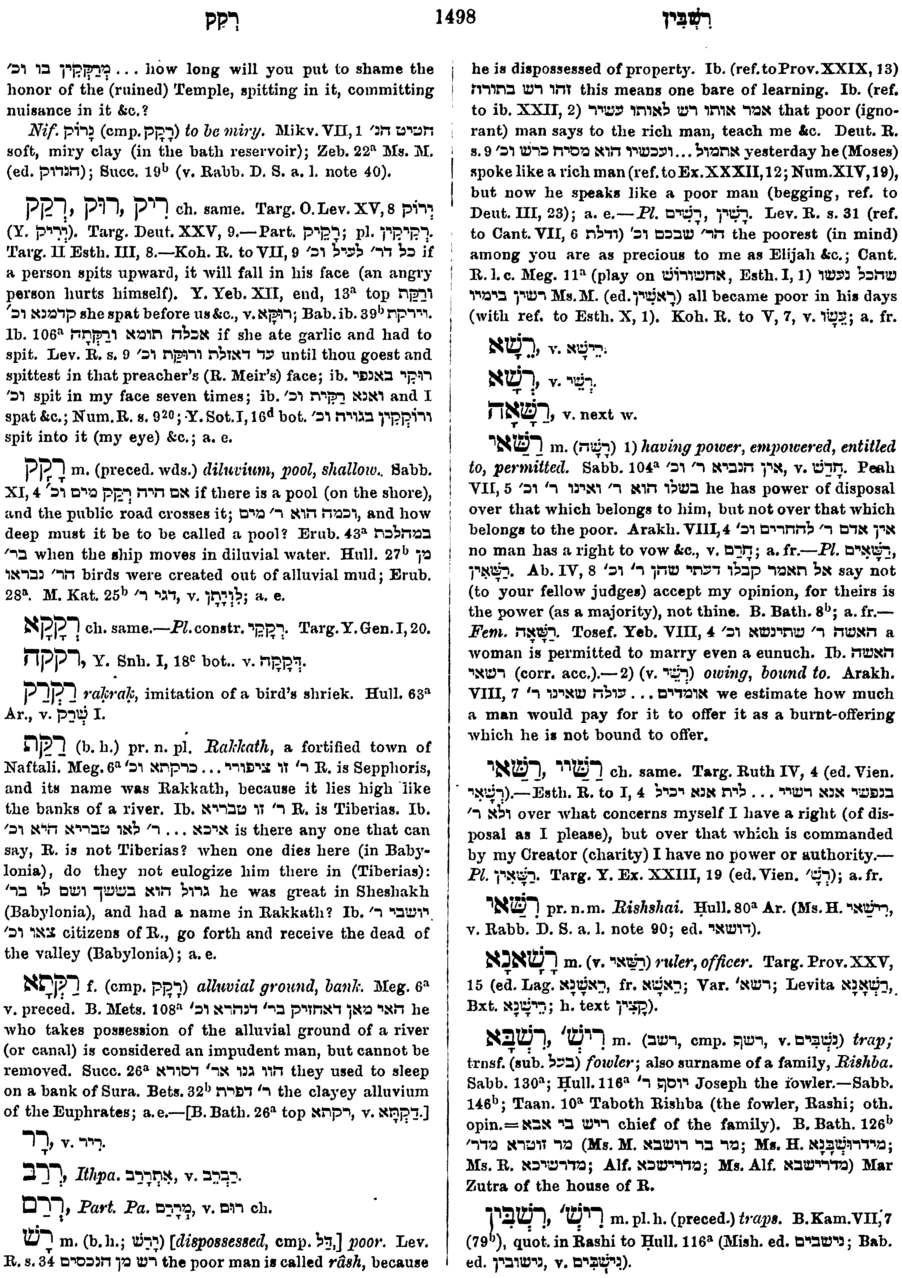 רְקַק
1498
רִשְׁבִּין
מְרַקְּקִין בו וכ׳ ... how long will you put to shame the
honor of the (ruined) Temple, spitting in it, committing
nuisance in it &c.?
Nif. נָרוֹק (cmp. רְקַק) to be miry. Mikv. VII, 1 הטיט הנ׳
soft, miry clay (in the bath reservoir); Zeb. 22ᵃ Ms. M.
(ed. הנדוק); Succ. 19ᵇ (v. Rabb. D. S. a. l. note 40).
רְקַק, רוּק, רִיק ch. same. Targ. O. Lev. XV, 8 יְרוֹק
(Y. יְרִיק). Targ. Deut. XXV, 9.—Part. רָקֵיק; pl. רָקִיקִין.
Targ. II Esth. III, 8.—Koh. R. to VII, 9 כל דר׳ לעיל וכ׳ if
a person spits upward, it will fall in his face (an angry
person hurts himself). Y. Yeb. XII, end, 13ᵃ top ורַקַּת
קדמנא וכ׳ she spat before us &c., v. רוּקָּא; Bab. ib. 39ᵇ וירקת.
Ib. 106ᵃ אכלה תומא ורַקְּתָה if she ate garlic and had to
spit. Lev. R. s. 9 עד דאזלת ורוקת וכ׳ until thou goest and
spittest in that preacher's (R. Meir's) face; ib. רוּקִי באנפי
וכ׳ spit in my face seven times; ib. ואנא רַקִּית וכ׳ and I
spat &c.; Num. R. s. 9²⁰; Y. Sot. I, 16ᵈ bot. ורוֹקְקִין בגויה וכ׳
spit into it (my eye) &c.; a. e.
רְקָק m. (preced. wds.) diluvium, pool, shallow. Sabb.
XI, 4 אם היה רְקַק מים וכ׳ if there is a pool (on the shore),
and the public road crosses it; וכמה הוא ר׳ מים, and how
deep must it be to be called a pool? Erub. 43ᵃ במהלכת
בר׳ when the ship moves in diluvial water. Hull. 27ᵇ מן
הר׳ נבראו birds were created out of alluvial mud; Erub.
28ᵃ. M. Kat. 25ᵇ דגי ר׳, v. לִוְיָתָן; a. e.
רְקָקָא ch. same.—Pl. constr. רְקָקֵי. Targ. Y. Gen. I, 20.
רקקה, Y. Snh. I, 18ᶜ bot.. v. דְּקָקָה.
רַקְרַק raḳraḳ, imitation of a bird's shriek. Hull. 63ᵃ
Ar., v. שָׁרַק I.
רַקַּת (b. h.) pr. n. pl. Rakkath, a fortified town of
Naftali. Meg. 6ᵃ ר׳ זו ציפורי ... כרקתא וכ׳ R. is Sepphoris,
and its name was Rakkath, because it lies high like
the banks of a river. Ib. ר׳ זו טבריא R. is Tiberias. Ib.
איכא ... ר׳ לאו טבריא היא וכ׳ is there any one that can
say, R. is not Tiberias? when one dies here (in Baby-
lonia), do they not eulogize him there in (Tiberias):
גדול הוא בששך ושם לו בר׳ he was great in Sheshakh
(Babylonia), and had a name in Rakkath? Ib. יושבי ר׳
צאו וכ׳ citizens of R., go forth and receive the dead of
the valley (Babylonia); a. e.
רַקְּתָא f. (cmp. רְקַק) alluvial ground, bank. Meg. 6ᵃ
v. preced. B. Mets. 108ᵃ האי מאן דאחזיק בר׳ דנהרא וכ׳ he
who takes possession of the alluvial ground of a river
(or canal) is considered an impudent man, but cannot be
removed. Succ. 26ᵃ הוו גנו אר׳ דסורא they used to sleep
on a bank of Sura. Bets. 32ᵇ ר׳ דפרת the clayey alluvium
of the Euphrates; a. e.—[B. Bath. 26ᵃ top רקתא, v. דַּקְתָּא.]
רָר, v. רִיר.
רְרַב, Ithpa. אִתְרָרַב, v. רַבְרֵב.
רְרַם, Part. Pa. מְרָרַם, v. רוּם ch.
רָשׁ m. (b. h.; רוּשׁ) [dispossessed, cmp. דַּל,] poor. Lev.
R. s. 34 רש מן הנכסים the poor man is called râsh, because
he is dispossessed of property. Ib. (ref. to Prov. XXIX, 13)
זהו רש בתורה this means one bare of learning. Ib. (ref.
to ib. XXII, 2) אמר אותו רש לאותו עשיר that poor (igno-
rant) man says to the rich man, teach me &c. Deut. R.
s. 9 אתמול... ועכשיו הוא מסיח כרש וכ׳ yesterday he (Moses)
spoke like a rich man (ref. to Ex. XXXII, 12; Num. XIV, 19),
but now he speaks like a poor man (begging, ref. to
Deut. III, 23); a. e.—Pl. רָשִׁים, רָשִׁין. Lev. R. s. 31 (ref.
to Cant. VII, 6 ודלת) הר׳ שבכם וכ׳ the poorest (in mind)
among you are as precious to me as Elijah &c.; Cant.
R. l. c. Meg. 11ᵃ (play on אחשורוש, Esth. I, 1) שהכל נעשו
רשין בימיו Ms. M. (ed. רָאשִׁין) all became poor in his days
(with ref. to Esth. X, 1). Koh. R. to V, 7, v. עָשׂוּ; a. fr.
רֵשָׁא, v. רֵישָׁא.
רְשָׁא, v. רְשֵׁי.
רַשָּׁאָה, v. next w.
רַשַּׁאי m. (רָשָׁה) 1) having power, empowered, entitled
to, permitted. Sabb. 104ᵃ אין הנביא ר׳ וכ׳, v. חָדַשׁ. Peah
VII, 5 בשלו הוא ר׳ ואינו ר׳ וכ׳ he has power of disposal
over that which belongs to him, but not over that which
belongs to the poor. Arakh. VIII, 4 אין אדם ר׳ להחרים וכ׳
no man has a right to vow &c., v. חָרַם; a. fr.—Pl. רַשָּׁאִים,
רַשָּׁאִין. Ab. IV, 8 אל תאמר קבלו דעתי שהן ר׳ וכ׳ say not
(to your fellow judges) accept my opinion, for theirs is
the power (as a majority), not thine. B. Bath. 8ᵇ; a. fr.—
Fem. רַשָּׁאָה. Tosef. Yeb. VIII, 4 האשה ר׳ שתינשא וכ׳ a
woman is permitted to marry even a eunuch. Ib. האשה
רשאי (corr. acc.).—2) (v. רְשֵׁי) owing, bound to. Arakh.
VIII, 7 אומדים ... עולה שאינו ר׳ we estimate how much
a man would pay for it to offer it as a burnt-offering
which he is not bound to offer.
רַשַּׁאי, רַשַּׁיי ch. same. Targ. Ruth IV, 4 (ed. Vien.
רְשָׁאִי).—Esth. R. to I, 4 בנפשי אנא רשיי ... לית אנא יכיל
ולא ר׳ over what concerns myself I have a right (of dis-
posal as I please), but over that which is commanded
by my Creator (charity) I have no power or authority.—
Pl. רַשָּׁאִין. Targ. Y. Ex. XXIII, 19 (ed. Vien. רְשָׁ׳); a. fr.
רִשַּׁאי pr. n. m. Rishshai. Ḥull. 80ᵃ Ar. (Ms. H. רִישַּׁאי,
v. Rabb. D. S. a. l. note 90; ed. דושאי).
רַשָּׁאנָא m. (v. רַשַּׁאי) ruler, officer. Targ. Prov. XXV,
15 (ed. Lag. רַאשָׁנָא, fr. רַאשָׁא; Var. רשא׳; Levita רַשָּׁאנָא,
Bxt. רֵישָׁנָא; h. text קצין).
רִשְׁבָּא, רִישׁ׳ m. (רשב, cmp. רשף, v. נְשָׁבִים) trap;
trnsf. (sub. בעל) fowler; also surname of a family, Rishba.
Sabb. 130ᵃ; Ḥull. 116ᵃ יוסף ר׳ Joseph the fowler.—Sabb.
146ᵇ; Taan. 10ᵃ Taboth Rishba (the fowler, Rashi; oth.
opin.=ריש בי אבא chief of the family). B. Bath. 126ᵇ
מר זוטרא מדר׳ (Ms. M. מר בר רושבא; Ms. H. מידרושְׁבָּנָא;
Ms. R. מדרשיבא; Alf. מדרישבא; Ms. Alf. מדרישבא) Mar
Zutra of the house of R.
רִשְׁבִּין, רִישׁ׳ m. pl. h. (preced.) traps. B. Kam. VII, 7
(79ᵇ), quot. in Rashi to Ḥull. 116ᵃ (Mish. ed. נישבים; Bab.
ed. נישובין, v. נִישְׁבִּים).